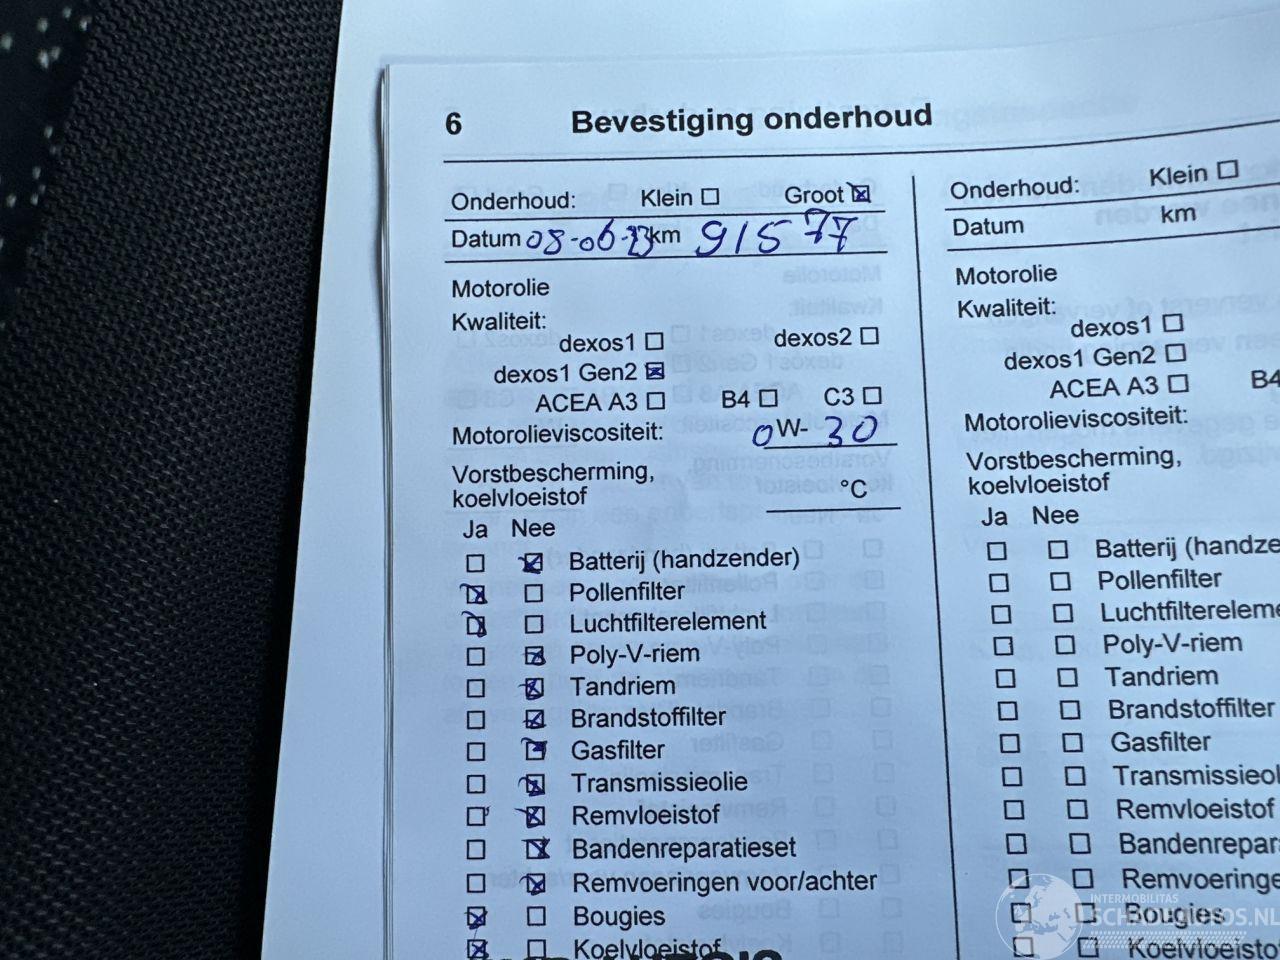 6 Bevestiging onderhoud
Onderhoud: Klein ☐ Groot ☒
Datum 08-06-23 km 91577
Motorolie
Kwaliteit:
dexos1 ☐ dexos2 ☐
dexos1 Gen2 ☒
ACEA A3 ☐ B4 ☐ C3 ☐
Motorolieviscositeit: 0W-30
Vorstbescherming,
koelvloeistof °C
Ja Nee
☐ ☒ Batterij (handzender)
☒ ☐ Pollenfilter
☒ ☐ Luchtfilterelement
☐ ☒ Poly-V-riem
☐ ☒ Tandriem
☐ ☒ Brandstoffilter
☐ ☒ Gasfilter
☐ ☒ Transmissieolie
☐ ☒ Remvloeistof
☐ ☒ Bandenreparatieset
☐ ☒ Remvoeringen voor/achter
☒ ☐ Bougies
☒ ☐ Koelvloeistof
Onderhoud: Klein ☐
Datum km
Motorolie
Kwaliteit:
dexos1 ☐
dexos1 Gen2 ☐
ACEA A3 ☐ B4
Motorolieviscositeit:
Vorstbescherming,
koelvloeistof
Ja Nee
☐ ☐ Batterij (handze
☐ ☐ Pollenfilter
☐ ☐ Luchtfiltereleme
☐ ☐ Poly-V-riem
☐ ☐ Tandriem
☐ ☐ Brandstoffilter
☐ ☐ Gasfilter
☐ ☐ Transmissieol
☐ ☐ Remvloeistof
☐ ☐ Bandenrepar
☐ ☐ Remvoeringe
☐ ☐ Bougies
☐ ☐ Koelvloeistof
INTERMOBILITAS
SCHADEAUTOS.NL